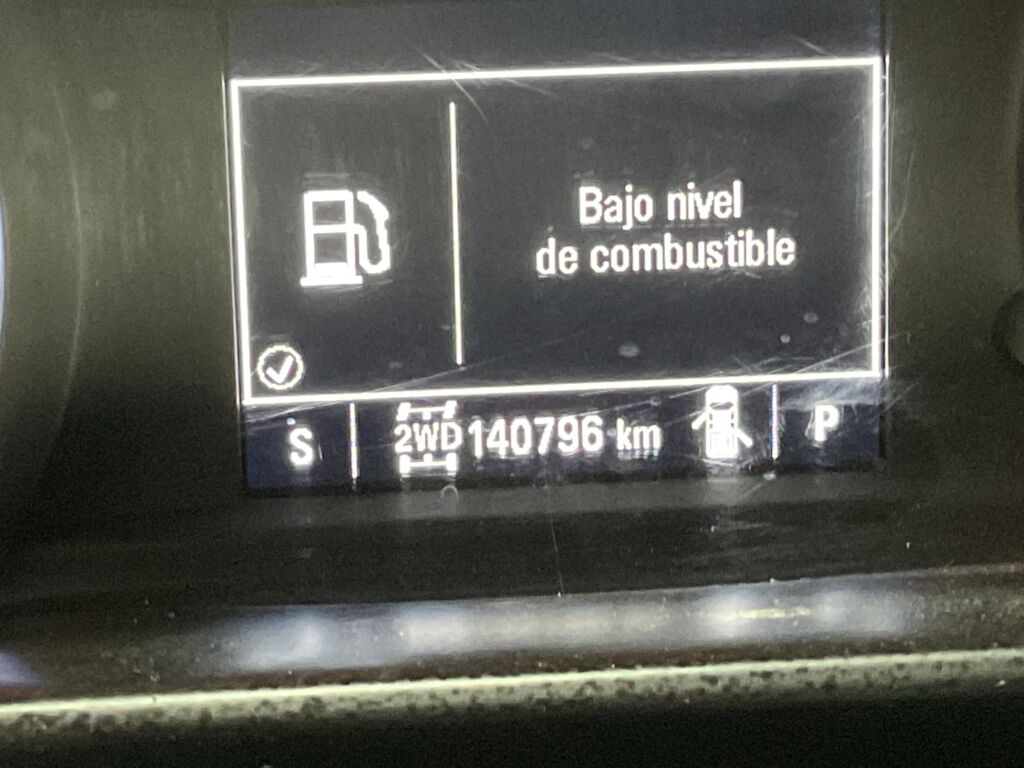 Bajo nivel
de combustible
S 2WD 140796 km P